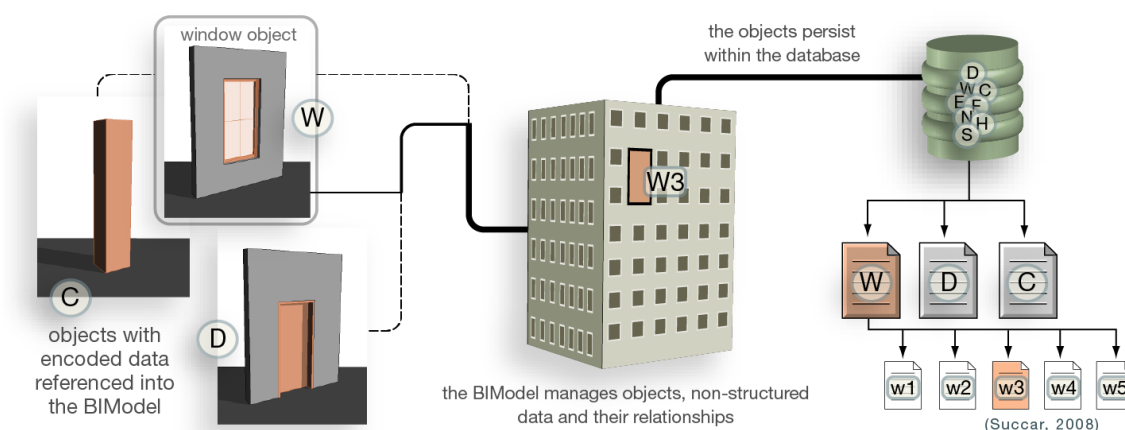 window object
W
C
D
objects with
encoded data
referenced into
the BIModel
W3
the BIModel manages objects, non-structured
data and their relationships
the objects persist
within the database
D
W C
E F
N H
S
W D C
w1 w2 w3 w4 w5
(Succar, 2008)